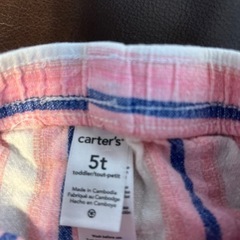 carter's
5t
toddler/tout-petit
Made in Cambodia
Fabriqué au Cambodge
Hecho en Camboya